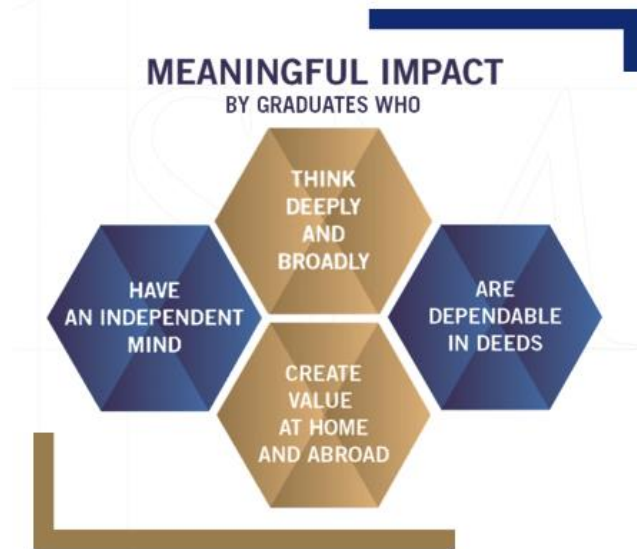 MEANINGFUL IMPACT
BY GRADUATES WHO
THINK
DEEPLY
AND
BROADLY
HAVE
AN INDEPENDENT
MIND
ARE
DEPENDABLE
IN DEEDS
CREATE
VALUE
AT HOME
AND ABROAD